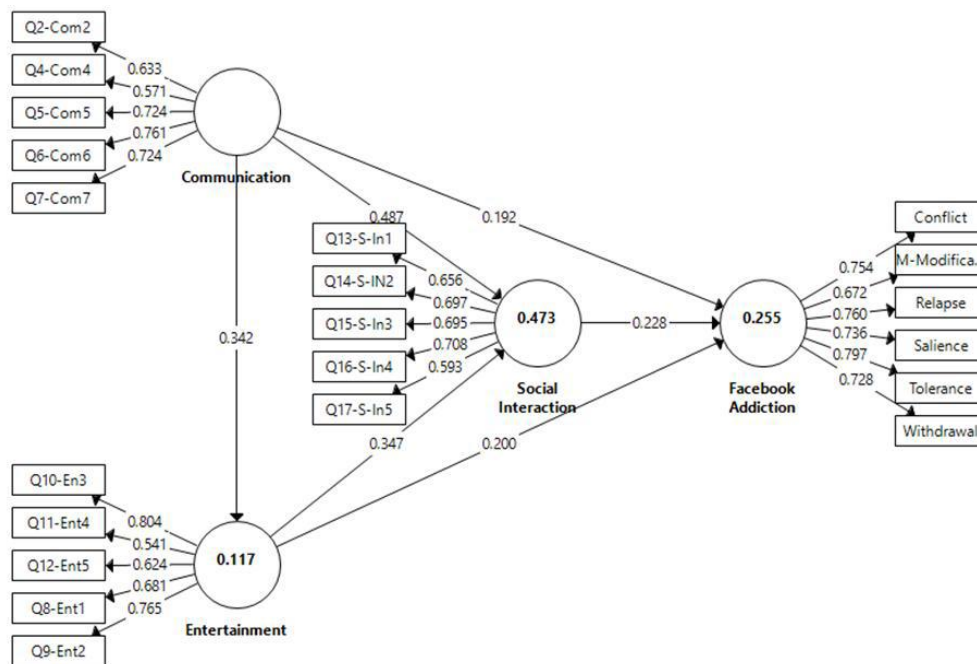 Q2-Com2
Q4-Com4
Q5-Com5
Q6-Com6
Q7-Com7
0.633
0.571
0.724
0.761
0.724
Communication
0.487
0.192
0.342
Q13-S-In1
Q14-S-IN2
Q15-S-In3
Q16-S-In4
Q17-S-In5
0.656
0.697
0.695
0.708
0.593
0.473
Social
Interaction
0.228
0.347
0.200
0.255
Facebook
Addiction
0.754
0.672
0.760
0.736
0.797
0.728
Conflict
M-Modifica..
Relapse
Salience
Tolerance
Withdrawal
Q10-En3
Q11-Ent4
Q12-Ent5
Q8-Ent1
Q9-Ent2
0.804
0.541
0.624
0.681
0.765
0.117
Entertainment